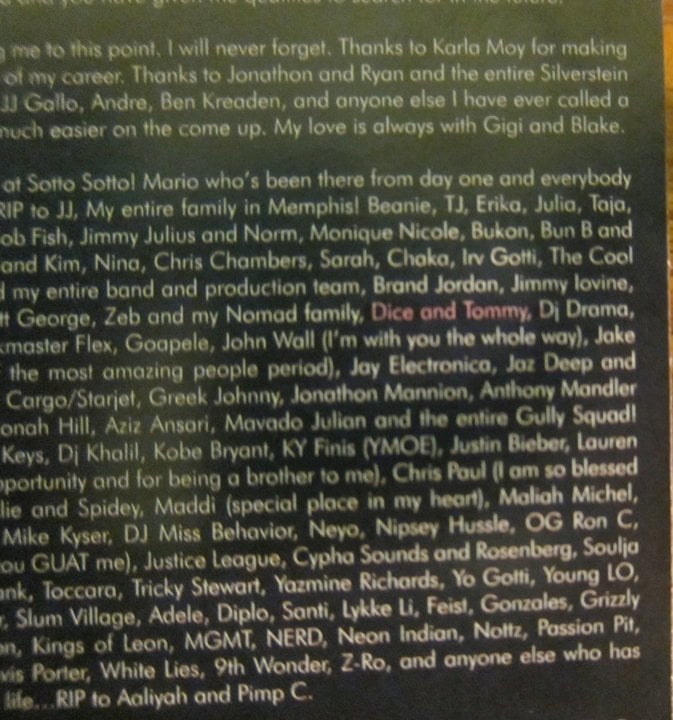 me to this point. I will never forget. Thanks to Karla Moy for making
of my career. Thanks to Jonathon and Ryan and the entire Silverstein
JJ Gallo, Andre, Ben Kreaden, and anyone else I have ever called a
much easier on the come up. My love is always with Gigi and Blake.
at Sotto Sotto! Mario who's been there from day one and everybody
RIP to JJ, My entire family in Memphis! Beanie, TJ, Erika, Julia, Taja,
ob Fish, Jimmy Julius and Norm, Monique Nicole, Bukon, Bun B and
and Kim, Nina, Chris Chambers, Sarah, Chaka, Irv Gotti, The Cool
my entire band and production team, Brand Jordan, Jimmy Iovine,
tt George, Zeb and my Nomad family, Dice and Tommy, Dj Drama,
kmaster Flex, Goapele, John Wall (I'm with you the whole way), Jake
the most amazing people period), Jay Electronica, Jaz Deep and
Cargo/Starjet, Greek Johnny, Jonathon Mannion, Anthony Mandler
onah Hill, Aziz Ansari, Mavado Julian and the entire Gully Squad!
Keys, Dj Khalil, Kobe Bryant, KY Finis (YMOE), Justin Bieber, Lauren
pportunity and for being a brother to me), Chris Paul (I am so blessed
lie and Spidey, Maddi (special place in my heart), Maliah Michel,
Mike Kyser, DJ Miss Behavior, Neyo, Nipsey Hussle, OG Ron C,
ou GUAT me), Justice League, Cypha Sounds and Rosenberg, Soulja
ank, Toccara, Tricky Stewart, Yazmine Richards, Yo Gotti, Young LO,
Slum Village, Adele, Diplo, Santi, Lykke Li, Feist, Gonzales, Grizzly
on, Kings of Leon, MGMT, NERD, Neon Indian, Nottz, Passion Pit,
vis Porter, White Lies, 9th Wonder, Z-Ro, and anyone else who has
life...RIP to Aaliyah and Pimp C.